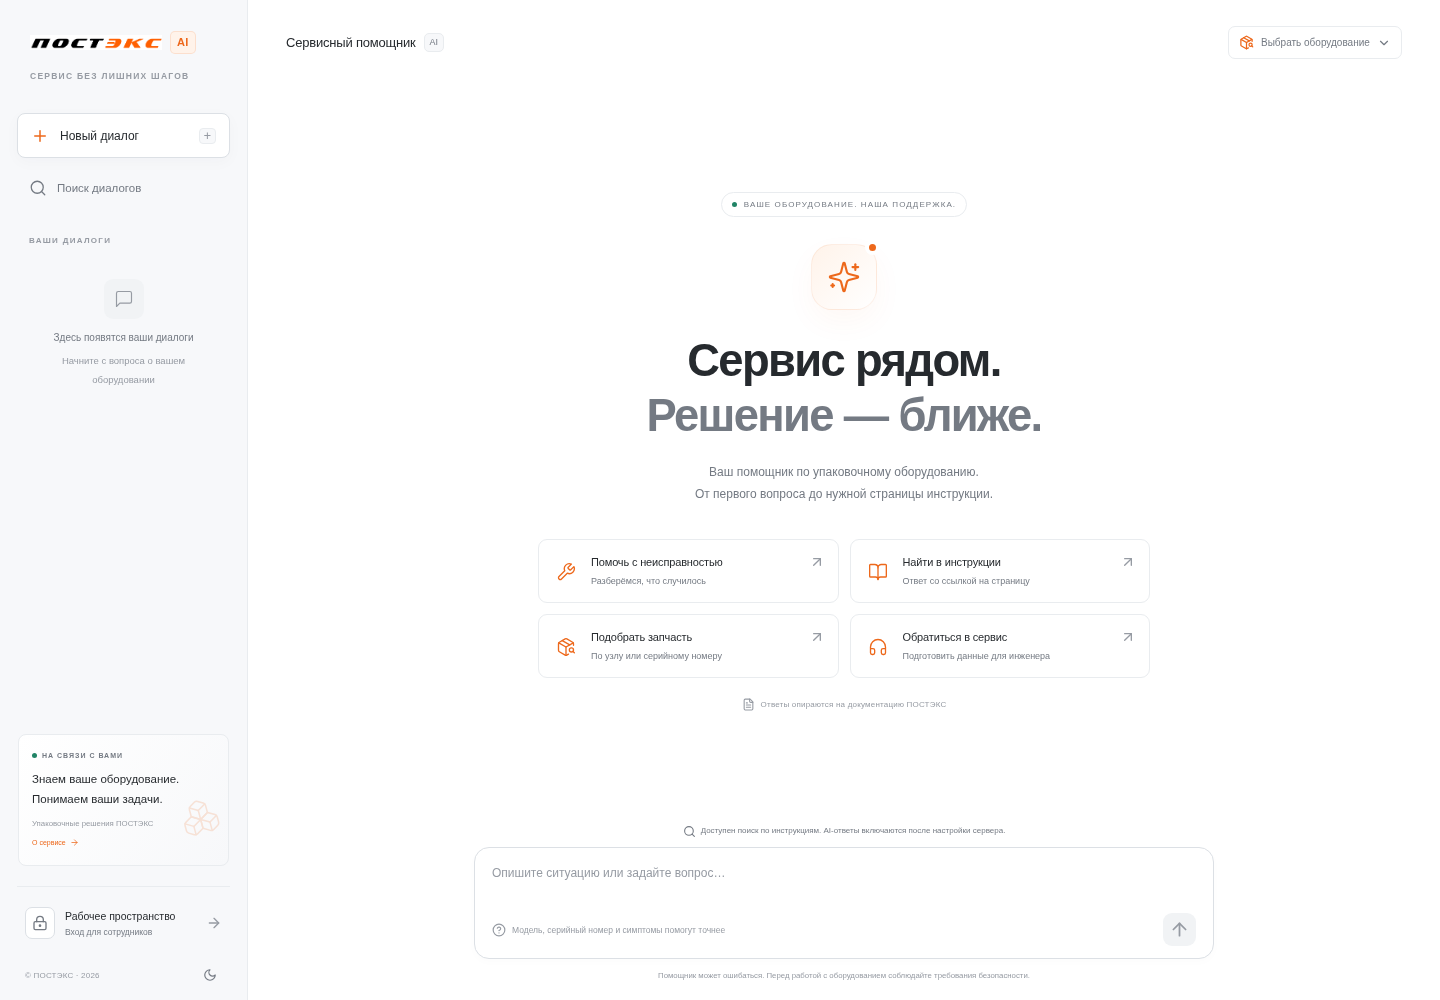 ПОСТЭКС AI
СЕРВИС БЕЗ ЛИШНИХ ШАГОВ
Новый диалог +
Поиск диалогов
ВАШИ ДИАЛОГИ
Здесь появятся ваши диалоги
Начните с вопроса о вашем
оборудовании
НА СВЯЗИ С ВАМИ
Знаем ваше оборудование.
Понимаем ваши задачи.
Упаковочные решения ПОСТЭКС
О сервисе
Рабочее пространство
Вход для сотрудников
© ПОСТЭКС · 2026
Сервисный помощник AI
Выбрать оборудование
ВАШЕ ОБОРУДОВАНИЕ. НАША ПОДДЕРЖКА.
Сервис рядом.
Решение — ближе.
Ваш помощник по упаковочному оборудованию.
От первого вопроса до нужной страницы инструкции.
Помочь с неисправностью
Разберёмся, что случилось
Найти в инструкции
Ответ со ссылкой на страницу
Подобрать запчасть
По узлу или серийному номеру
Обратиться в сервис
Подготовить данные для инженера
Ответы опираются на документацию ПОСТЭКС
Доступен поиск по инструкциям. AI-ответы включаются после настройки сервера.
Опишите ситуацию или задайте вопрос…
Модель, серийный номер и симптомы помогут точнее
Помощник может ошибаться. Перед работой с оборудованием соблюдайте требования безопасности.